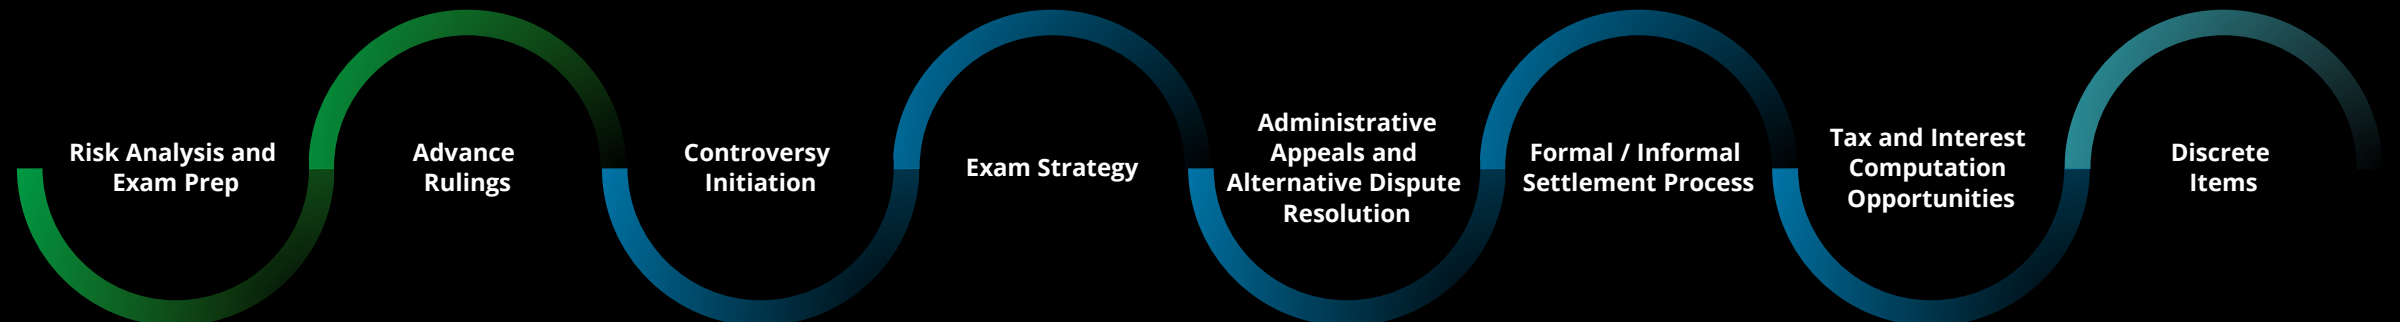 Risk Analysis and
Exam Prep
Advance
Rulings
Controversy
Initiation
Exam Strategy
Administrative
Appeals and
Alternative Dispute
Resolution
Formal / Informal
Settlement Process
Tax and Interest
Computation
Opportunities
Discrete
Items